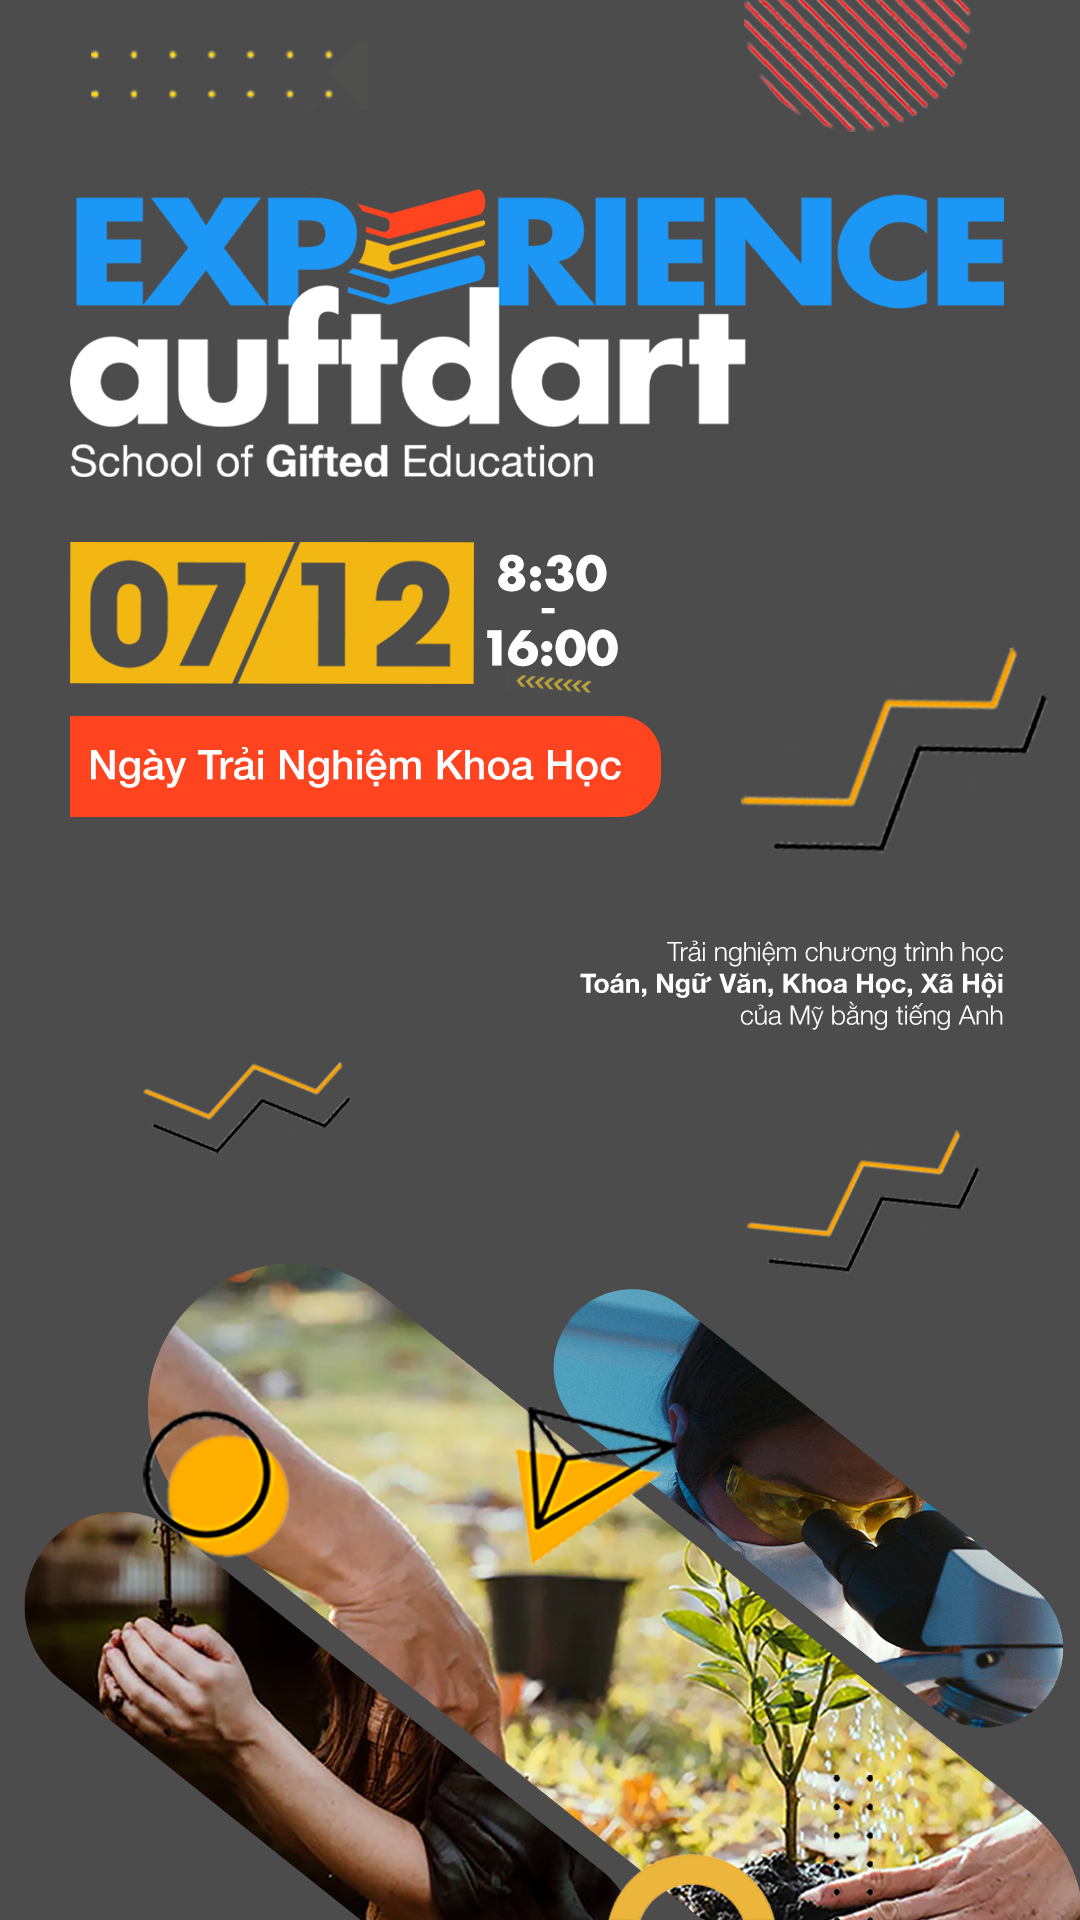 EXPERIENCE
auftdart
School of Gifted Education
07/12
8:30
-
16:00
Ngày Trải Nghiệm Khoa Học
Trải nghiệm chương trình học
Toán, Ngữ Văn, Khoa Học, Xã Hội
của Mỹ bằng tiếng Anh